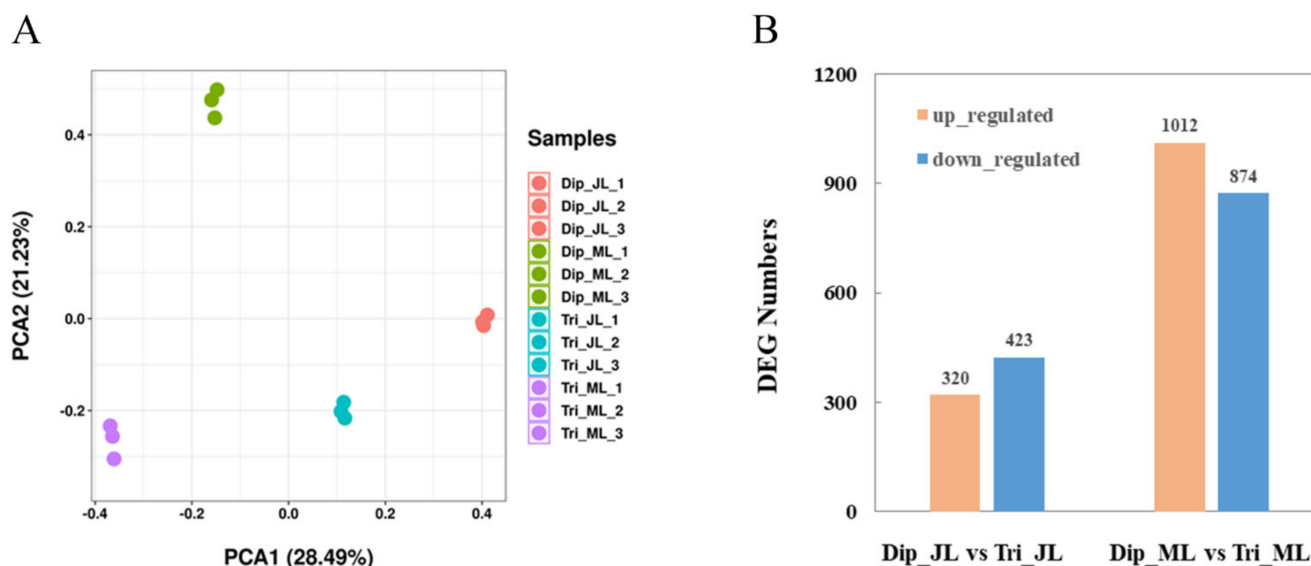 A
PCA2 (21.23%)
0.4
0.2
0.0
-0.2
-0.4
-0.2
0.0
0.2
0.4
PCA1 (28.49%)
Samples
Dip_JL_1
Dip_JL_2
Dip_JL_3
Dip_ML_1
Dip_ML_2
Dip_ML_3
Tri_JL_1
Tri_JL_2
Tri_JL_3
Tri_ML_1
Tri_ML_2
Tri_ML_3
B
DEG Numbers
1200
900
600
300
0
up_regulated
down_regulated
320
423
1012
874
Dip_JL vs Tri_JL
Dip_ML vs Tri_ML